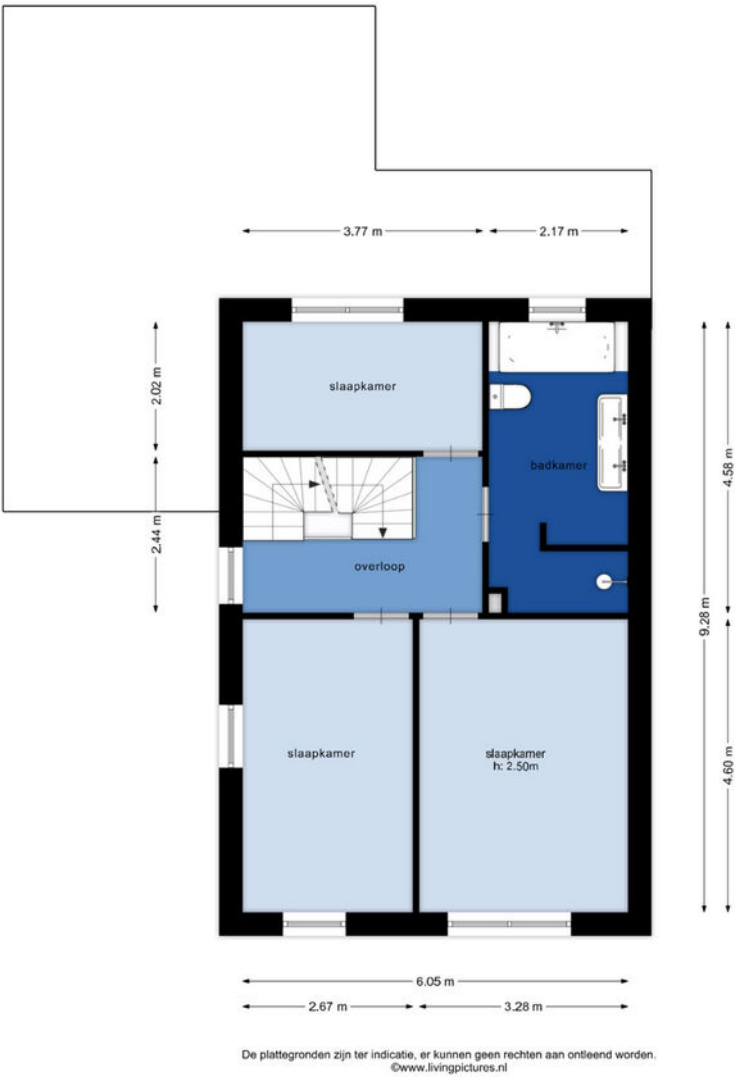 3.77 m
2.17 m
2.02 m
slaapkamer
badkamer
4.58 m
2.44 m
overloop
9.28 m
slaapkamer
slaapkamer
h: 2.50m
4.60 m
6.05 m
2.67 m
3.28 m
De plattegronden zijn ter indicatie, er kunnen geen rechten aan ontleend worden.
©www.livingpictures.nl